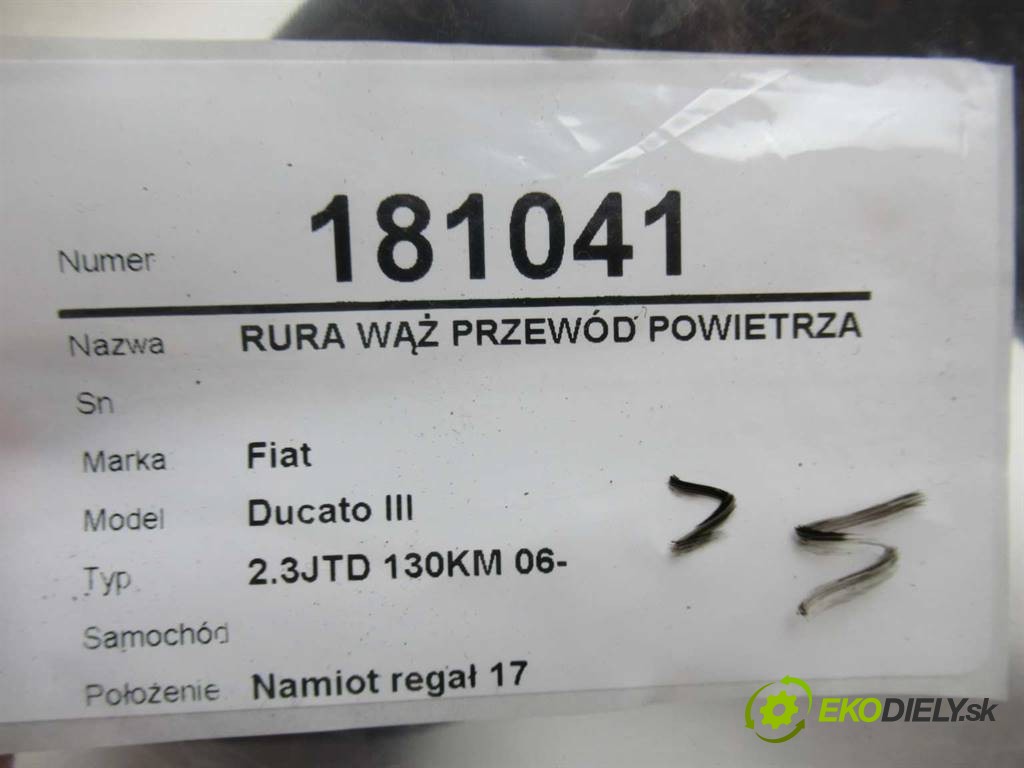 Numer 181041
Nazwa RURA WĄŻ PRZEWÓD POWIETRZA
Sn
Marka Fiat
Model Ducato III
Typ 2.3JTD 130KM 06-
Samochód
Położenie Namiot regał 17
EKODIELY.sk